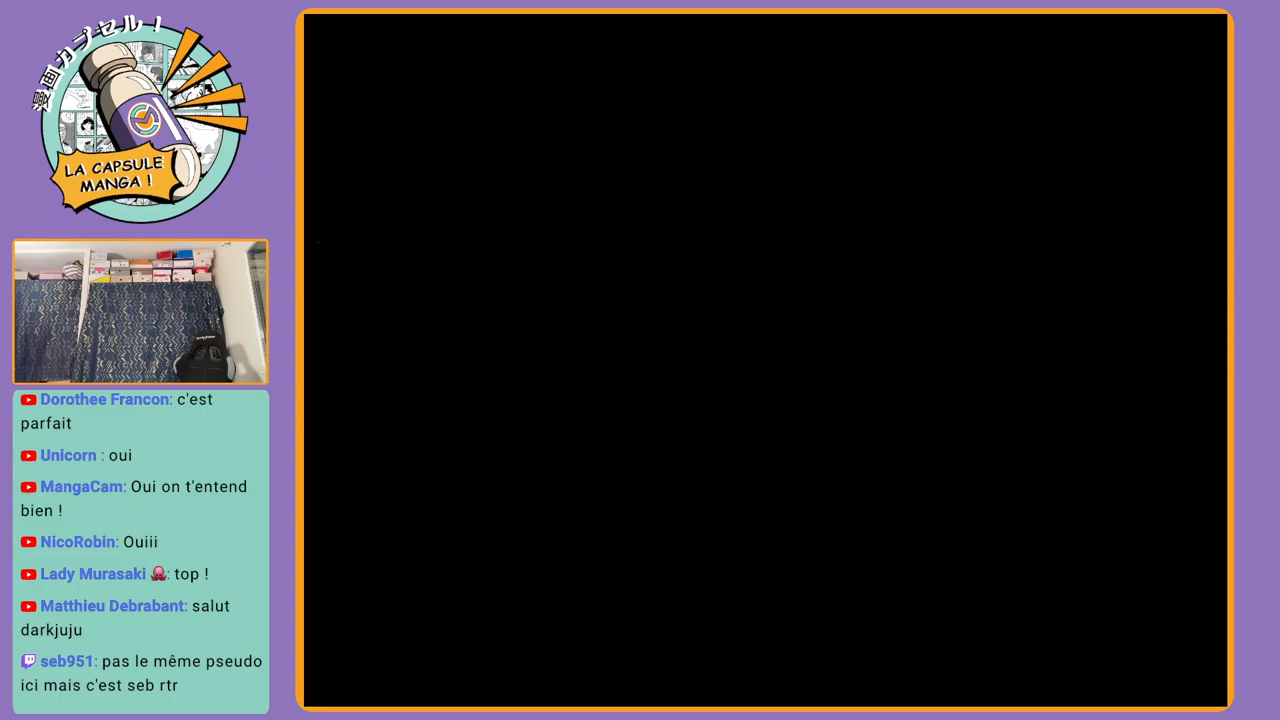 漫画カプセル！
LA CAPSULE
MANGA !
Dorothee Francon: c'est
parfait
Unicorn : oui
MangaCam: Oui on t'entend
bien !
NicoRobin: Ouiii
Lady Murasaki 🐙: top !
Matthieu Debrabant: salut
darkjuju
seb951: pas le même pseudo
ici mais c'est seb rtr